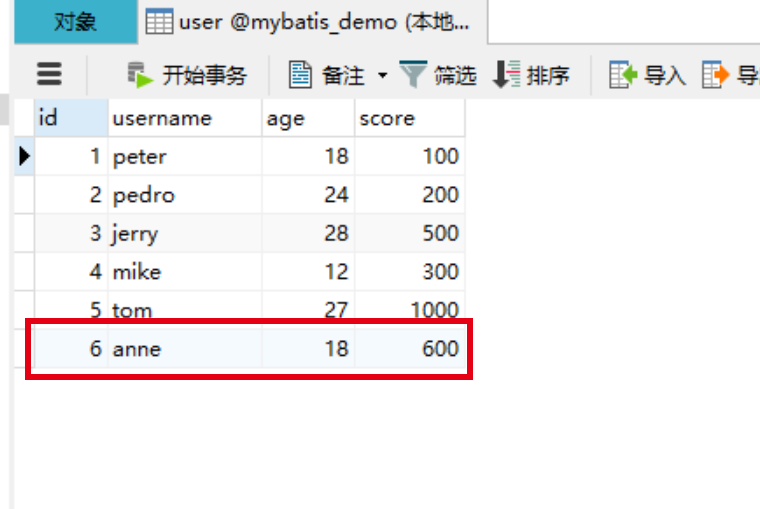 对象 user @mybatis_demo (本地...
开始事务 备注 筛选 排序 导入
id username age score
1 peter 18 100
2 pedro 24 200
3 jerry 28 500
4 mike 12 300
5 tom 27 1000
6 anne 18 600